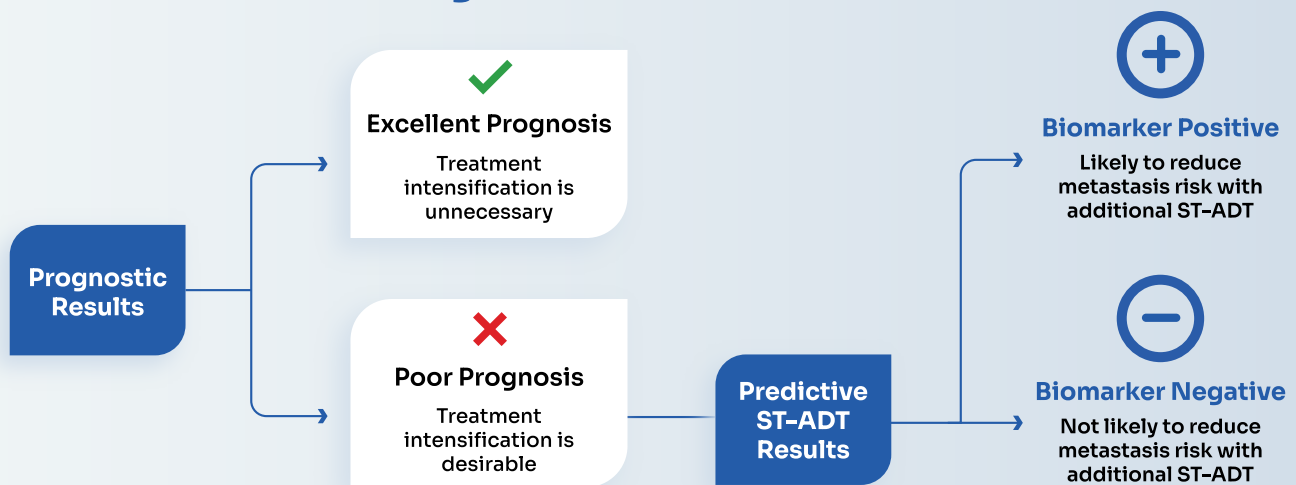 Prognostic
Results
Excellent Prognosis
Treatment
intensification is
unnecessary
Poor Prognosis
Treatment
intensification is
desirable
Predictive
ST-ADT
Results
Biomarker Positive
Likely to reduce
metastasis risk with
additional ST-ADT
Biomarker Negative
Not likely to reduce
metastasis risk with
additional ST-ADT